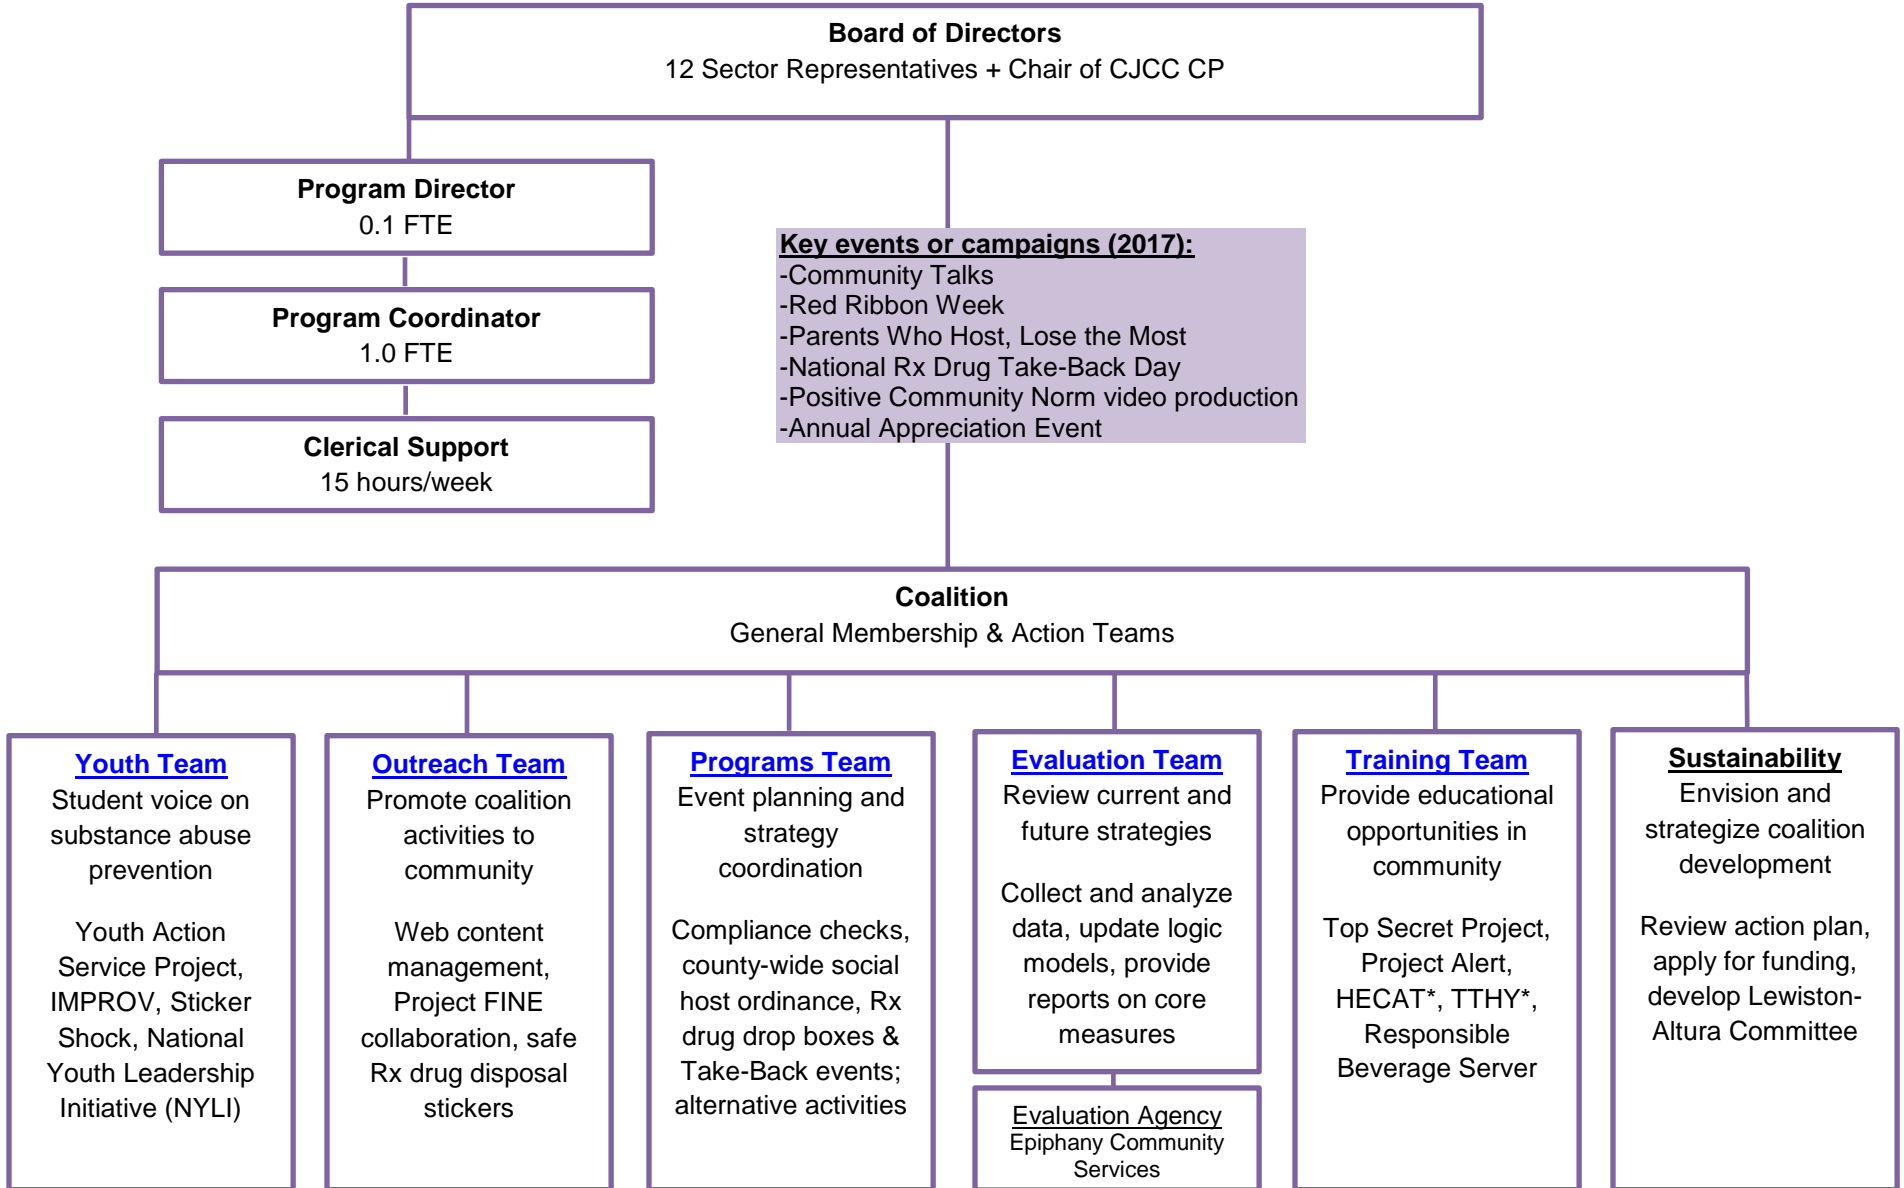 Board of Directors
12 Sector Representatives + Chair of CJCC CP
Program Director
0.1 FTE
Program Coordinator
1.0 FTE
Clerical Support
15 hours/week
Key events or campaigns (2017):
-Community Talks
-Red Ribbon Week
-Parents Who Host, Lose the Most
-National Rx Drug Take-Back Day
-Positive Community Norm video production
-Annual Appreciation Event
Coalition
General Membership & Action Teams
Youth Team
Student voice on
substance abuse
prevention
Youth Action
Service Project,
IMPROV, Sticker
Shock, National
Youth Leadership
Initiative (NYLI)
Outreach Team
Promote coalition
activities to
community
Web content
management,
Project FINE
collaboration, safe
Rx drug disposal
stickers
Programs Team
Event planning and
strategy
coordination
Compliance checks,
county-wide social
host ordinance, Rx
drug drop boxes &
Take-Back events;
alternative activities
Evaluation Team
Review current and
future strategies
Collect and analyze
data, update logic
models, provide
reports on core
measures
Evaluation Agency
Epiphany Community
Services
Training Team
Provide educational
opportunities in
community
Top Secret Project,
Project Alert,
HECAT*, TTHY*,
Responsible
Beverage Server
Sustainability
Envision and
strategize coalition
development
Review action plan,
apply for funding,
develop Lewiston-
Altura Committee